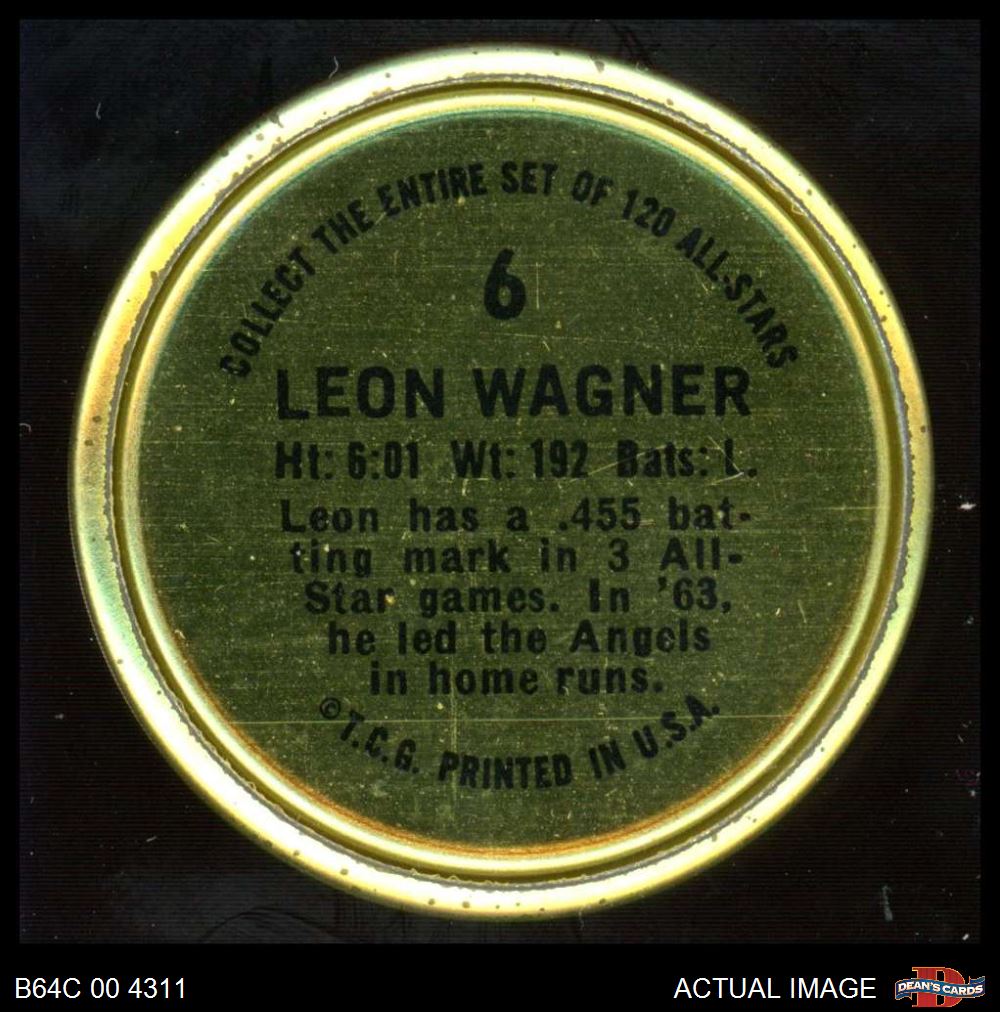 COLLECT THE ENTIRE SET OF 120 ALL-STARS
6
LEON WAGNER
Ht: 6:01 Wt: 192 Bats: L.
Leon has a .455 bat-
ting mark in 3 All-
Star games. In '63,
he led the Angels
in home runs.
© T.C.G. PRINTED IN U.S.A.
B64C 00 4311
ACTUAL IMAGE
D
DEAN'S CARDS